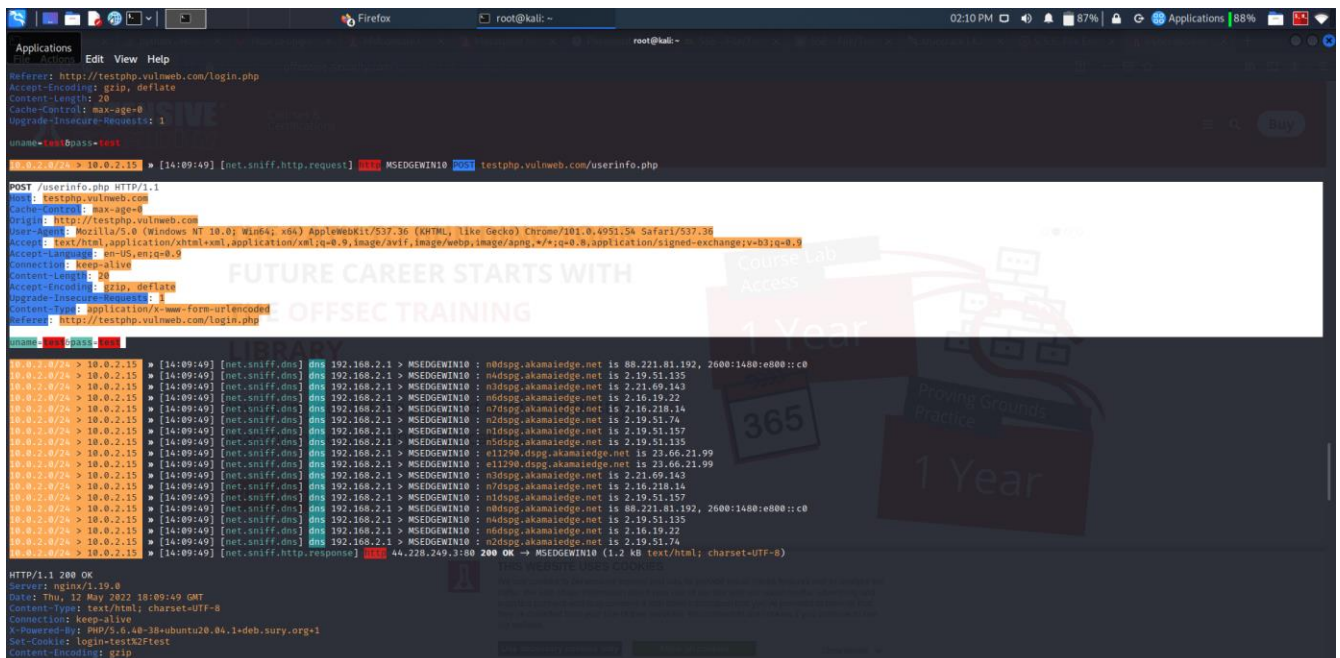 Firefox
root@kali: ~
02:10 PM
87%
Applications
88%
root@kali: ~
Applications
File Actions Edit View Help
Referer: http://testphp.vulnweb.com/login.php
Accept-Encoding: gzip, deflate
Content-Length: 20
Cache-Control: max-age=0
Upgrade-Insecure-Requests: 1
uname=test&pass=test
10.0.2.0/24 > 10.0.2.15 » [14:09:49] [net.sniff.http.request] http MSEDGEWIN10 POST testphp.vulnweb.com/userinfo.php
POST /userinfo.php HTTP/1.1
Host: testphp.vulnweb.com
Cache-Control: max-age=0
Origin: http://testphp.vulnweb.com
User-Agent: Mozilla/5.0 (Windows NT 10.0; Win64; x64) AppleWebKit/537.36 (KHTML, like Gecko) Chrome/101.0.4951.54 Safari/537.36
Accept: text/html,application/xhtml+xml,application/xml;q=0.9,image/avif,image/webp,image/apng,*/*;q=0.8,application/signed-exchange;v=b3;q=0.9
Accept-Language: en-US,en;q=0.9
Connection: keep-alive
Content-Length: 20
Accept-Encoding: gzip, deflate
Upgrade-Insecure-Requests: 1
Content-Type: application/x-www-form-urlencoded
Referer: http://testphp.vulnweb.com/login.php
uname=test&pass=test
10.0.2.0/24 > 10.0.2.15 » [14:09:49] [net.sniff.dns] dns 192.168.2.1 > MSEDGEWIN10 : n0dspg.akamaiedge.net is 88.221.81.192, 2600:1480:e800::c0
10.0.2.0/24 > 10.0.2.15 » [14:09:49] [net.sniff.dns] dns 192.168.2.1 > MSEDGEWIN10 : n4dspg.akamaiedge.net is 2.19.51.135
10.0.2.0/24 > 10.0.2.15 » [14:09:49] [net.sniff.dns] dns 192.168.2.1 > MSEDGEWIN10 : n3dspg.akamaiedge.net is 2.21.69.143
10.0.2.0/24 > 10.0.2.15 » [14:09:49] [net.sniff.dns] dns 192.168.2.1 > MSEDGEWIN10 : n6dspg.akamaiedge.net is 2.16.19.22
10.0.2.0/24 > 10.0.2.15 » [14:09:49] [net.sniff.dns] dns 192.168.2.1 > MSEDGEWIN10 : n7dspg.akamaiedge.net is 2.16.218.14
10.0.2.0/24 > 10.0.2.15 » [14:09:49] [net.sniff.dns] dns 192.168.2.1 > MSEDGEWIN10 : n2dspg.akamaiedge.net is 2.19.51.74
10.0.2.0/24 > 10.0.2.15 » [14:09:49] [net.sniff.dns] dns 192.168.2.1 > MSEDGEWIN10 : n1dspg.akamaiedge.net is 2.19.51.157
10.0.2.0/24 > 10.0.2.15 » [14:09:49] [net.sniff.dns] dns 192.168.2.1 > MSEDGEWIN10 : n5dspg.akamaiedge.net is 2.19.51.135
10.0.2.0/24 > 10.0.2.15 » [14:09:49] [net.sniff.dns] dns 192.168.2.1 > MSEDGEWIN10 : e11290.dspg.akamaiedge.net is 23.66.21.99
10.0.2.0/24 > 10.0.2.15 » [14:09:49] [net.sniff.dns] dns 192.168.2.1 > MSEDGEWIN10 : e11290.dspg.akamaiedge.net is 23.66.21.99
10.0.2.0/24 > 10.0.2.15 » [14:09:49] [net.sniff.dns] dns 192.168.2.1 > MSEDGEWIN10 : n3dspg.akamaiedge.net is 2.21.69.143
10.0.2.0/24 > 10.0.2.15 » [14:09:49] [net.sniff.dns] dns 192.168.2.1 > MSEDGEWIN10 : n7dspg.akamaiedge.net is 2.16.218.14
10.0.2.0/24 > 10.0.2.15 » [14:09:49] [net.sniff.dns] dns 192.168.2.1 > MSEDGEWIN10 : n1dspg.akamaiedge.net is 2.19.51.157
10.0.2.0/24 > 10.0.2.15 » [14:09:49] [net.sniff.dns] dns 192.168.2.1 > MSEDGEWIN10 : n0dspg.akamaiedge.net is 88.221.81.192, 2600:1480:e800::c0
10.0.2.0/24 > 10.0.2.15 » [14:09:49] [net.sniff.dns] dns 192.168.2.1 > MSEDGEWIN10 : n4dspg.akamaiedge.net is 2.19.51.135
10.0.2.0/24 > 10.0.2.15 » [14:09:49] [net.sniff.dns] dns 192.168.2.1 > MSEDGEWIN10 : n6dspg.akamaiedge.net is 2.16.19.22
10.0.2.0/24 > 10.0.2.15 » [14:09:49] [net.sniff.dns] dns 192.168.2.1 > MSEDGEWIN10 : n2dspg.akamaiedge.net is 2.19.51.74
10.0.2.0/24 > 10.0.2.15 » [14:09:49] [net.sniff.http.response] http 44.228.249.3:80 200 OK → MSEDGEWIN10 (1.2 kB text/html; charset=UTF-8)
HTTP/1.1 200 OK
Server: nginx/1.19.0
Date: Thu, 12 May 2022 18:09:49 GMT
Content-Type: text/html; charset=UTF-8
Connection: keep-alive
X-Powered-By: PHP/5.6.40-38+ubuntu20.04.1+deb.sury.org+1
Set-Cookie: login=test%2Ftest
Content-Encoding: gzip
Buy
FUTURE CAREER STARTS WITH
OFFSEC TRAINING
LIBRARY
Course Lab
Access
1 Year
365
Proving Grounds
Practice
1 Year
THIS WEBSITE USES COOKIES